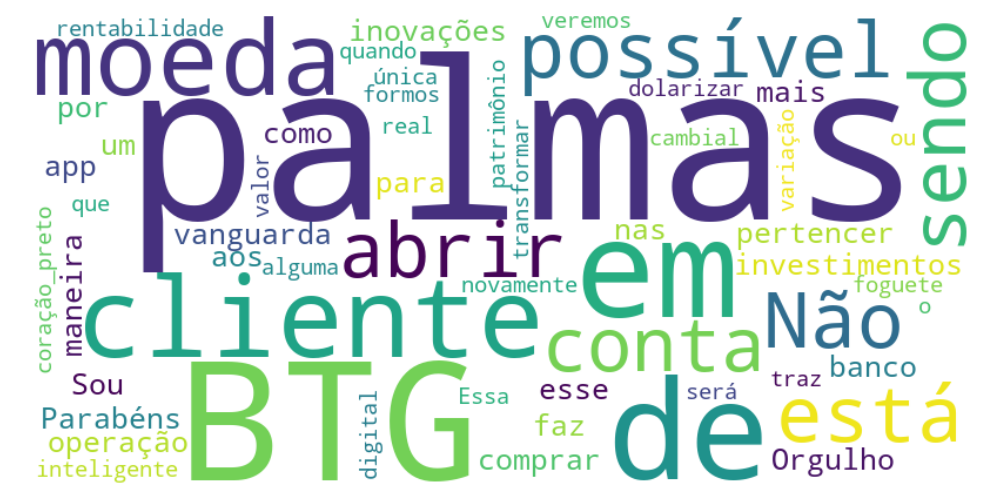 rentabilidade
moeda
quando
inovações
única
formos
veremos
possível
dolarizar
mais
sendo
por
um
app
que
como
real
palmas
valor
para
patrimônio
transformar
cambial
variação
ou
vanguarda
aos
alguma
abrir
novamente
nas
pertencer
investimentos
foguete
o
coração_preto
maneira
cliente
em
conta
Não
banco
Sou
Parabéns
operação
inteligente
BTG
digital
Essa
esse
faz
comprar
de
será
traz
está
Orgulho